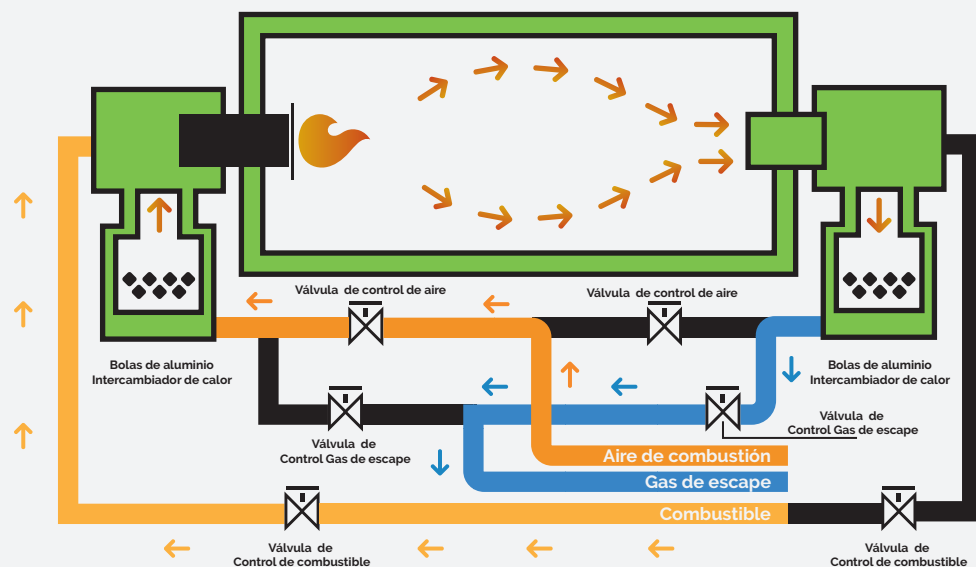 Válvula de control de aire
Válvula de control de aire
Bolas de aluminio
Intercambiador de calor
Bolas de aluminio
Intercambiador de calor
Válvula de
Control Gas de escape
Válvula de
Control Gas de escape
Aire de combustión
Gas de escape
Combustible
Válvula de
Control de combustible
Válvula de
Control de combustible